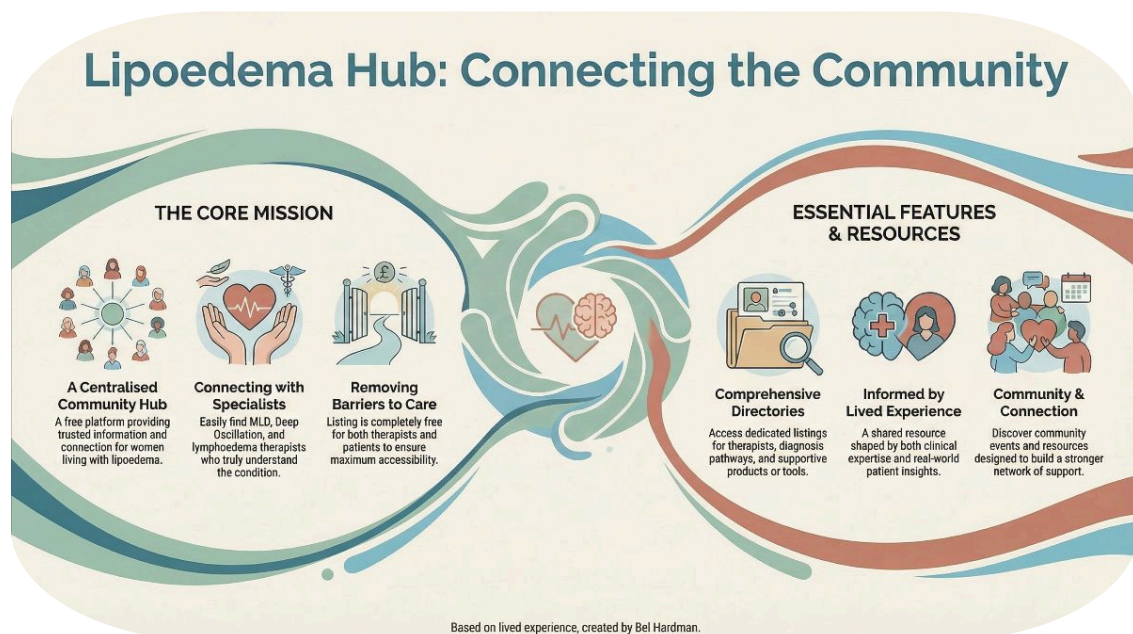 Lipoedema Hub: Connecting the Community
THE CORE MISSION
£
A Centralised
Community Hub
A free platform providing
trusted information and
connection for women
living with lipoedema.
Connecting with
Specialists
Easily find MLD, Deep
Oscillation, and
lymphoedema therapists
who truly understand
the condition.
Removing
Barriers to Care
Listing is completely free
for both therapists and
patients to ensure
maximum accessibility.
ESSENTIAL FEATURES
& RESOURCES
Comprehensive
Directories
Access dedicated listings
for therapists, diagnosis
pathways, and supportive
products or tools.
Informed by
Lived Experience
A shared resource
shaped by both clinical
expertise and real-world
patient insights.
Community &
Connection
Discover community
events and resources
designed to build a stronger
network of support.
Based on lived experience, created by Bel Hardman.